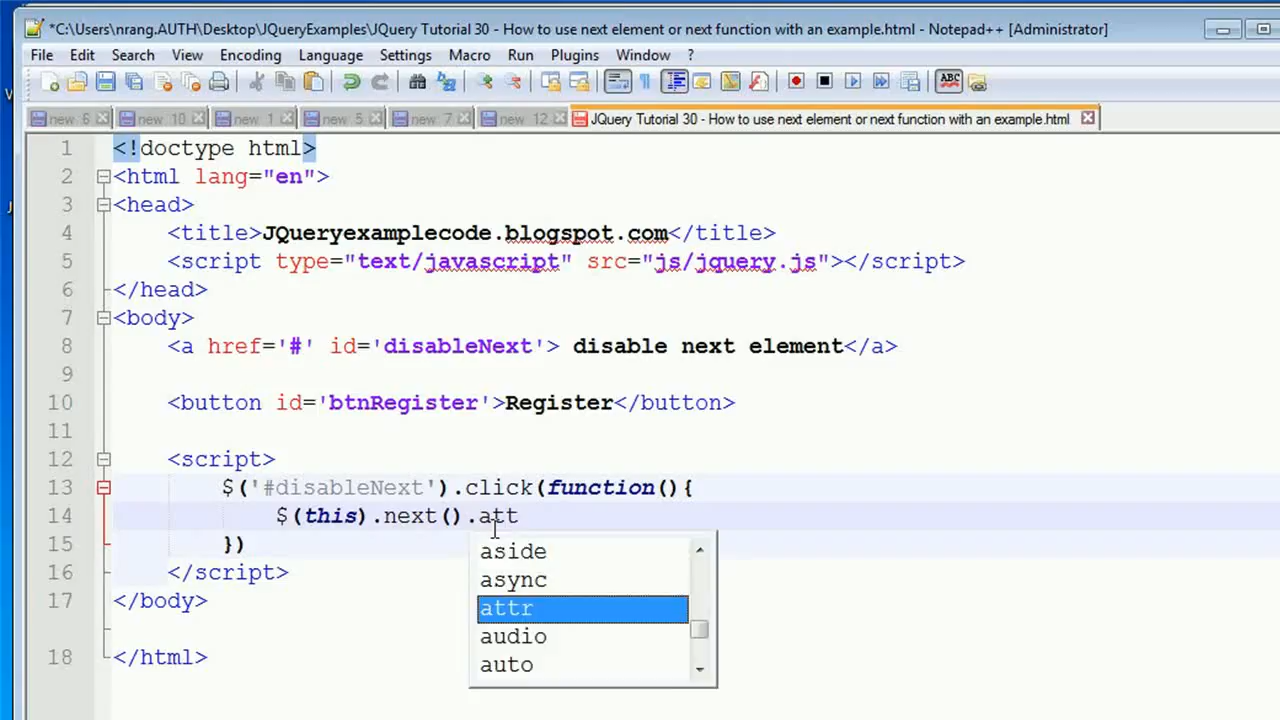 *C:\Users\nrang.AUTH\Desktop\JQueryExamples\JQuery Tutorial 30 - How to use next element or next function with an example.html - Notepad++ [Administrator]
File Edit Search View Encoding Language Settings Macro Run Plugins Window ?
ABC
new 6 new 10 new 1 new 5 new 7 new 12 JQuery Tutorial 30 - How to use next element or next function with an example.html
1 <!doctype html>
2 <html lang="en">
3 <head>
4 <title>JQueryexamplecode.blogspot.com</title>
5 <script type="text/javascript" src="js/jquery.js"></script>
6 </head>
7 <body>
8 <a href='#' id='disableNext'> disable next element</a>
9
10 <button id='btnRegister'>Register</button>
11
12 <script>
13 $('#disableNext').click(function(){
14 $(this).next().att
15 })
aside
async
16 </script>
attr
17 </body>
audio
18 </html>
auto